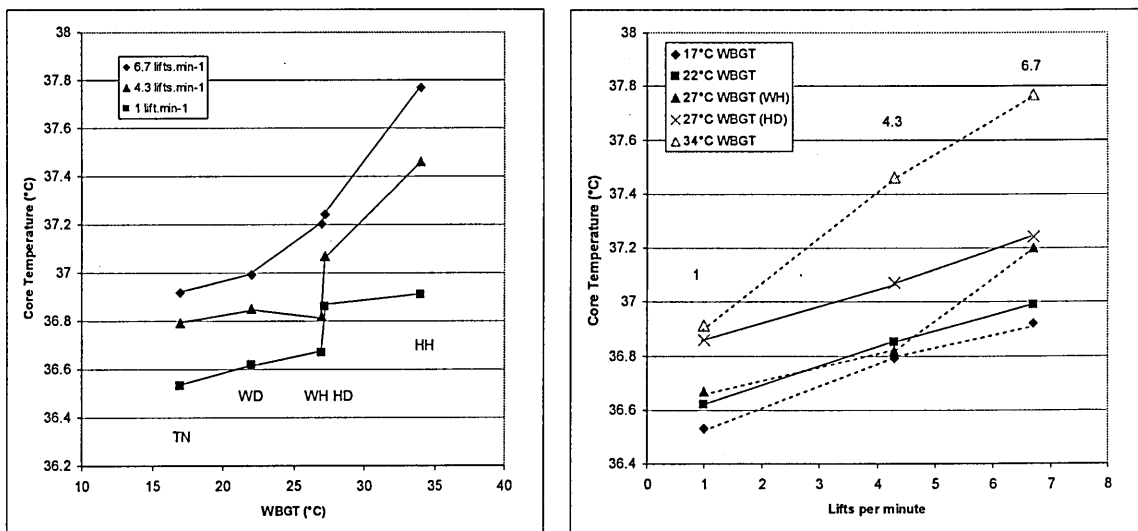 38
37.8
37.6
37.4
37.2
37
36.8
36.6
36.4
36.2
Core Temperature (°C)
6.7 lifts.min-1
4.3 lifts.min-1
1 lift.min-1
TN
WD
WH HD
HH
10
15
20
25
30
35
40
WBGT (°C)
38
37.8
37.6
37.4
37.2
37
36.8
36.6
36.4
Core Temperature (°C)
17°C WBGT
22°C WBGT
27°C WBGT (WH)
27°C WBGT (HD)
34°C WBGT
1
4.3
6.7
0
1
2
3
4
5
6
7
8
Lifts per minute